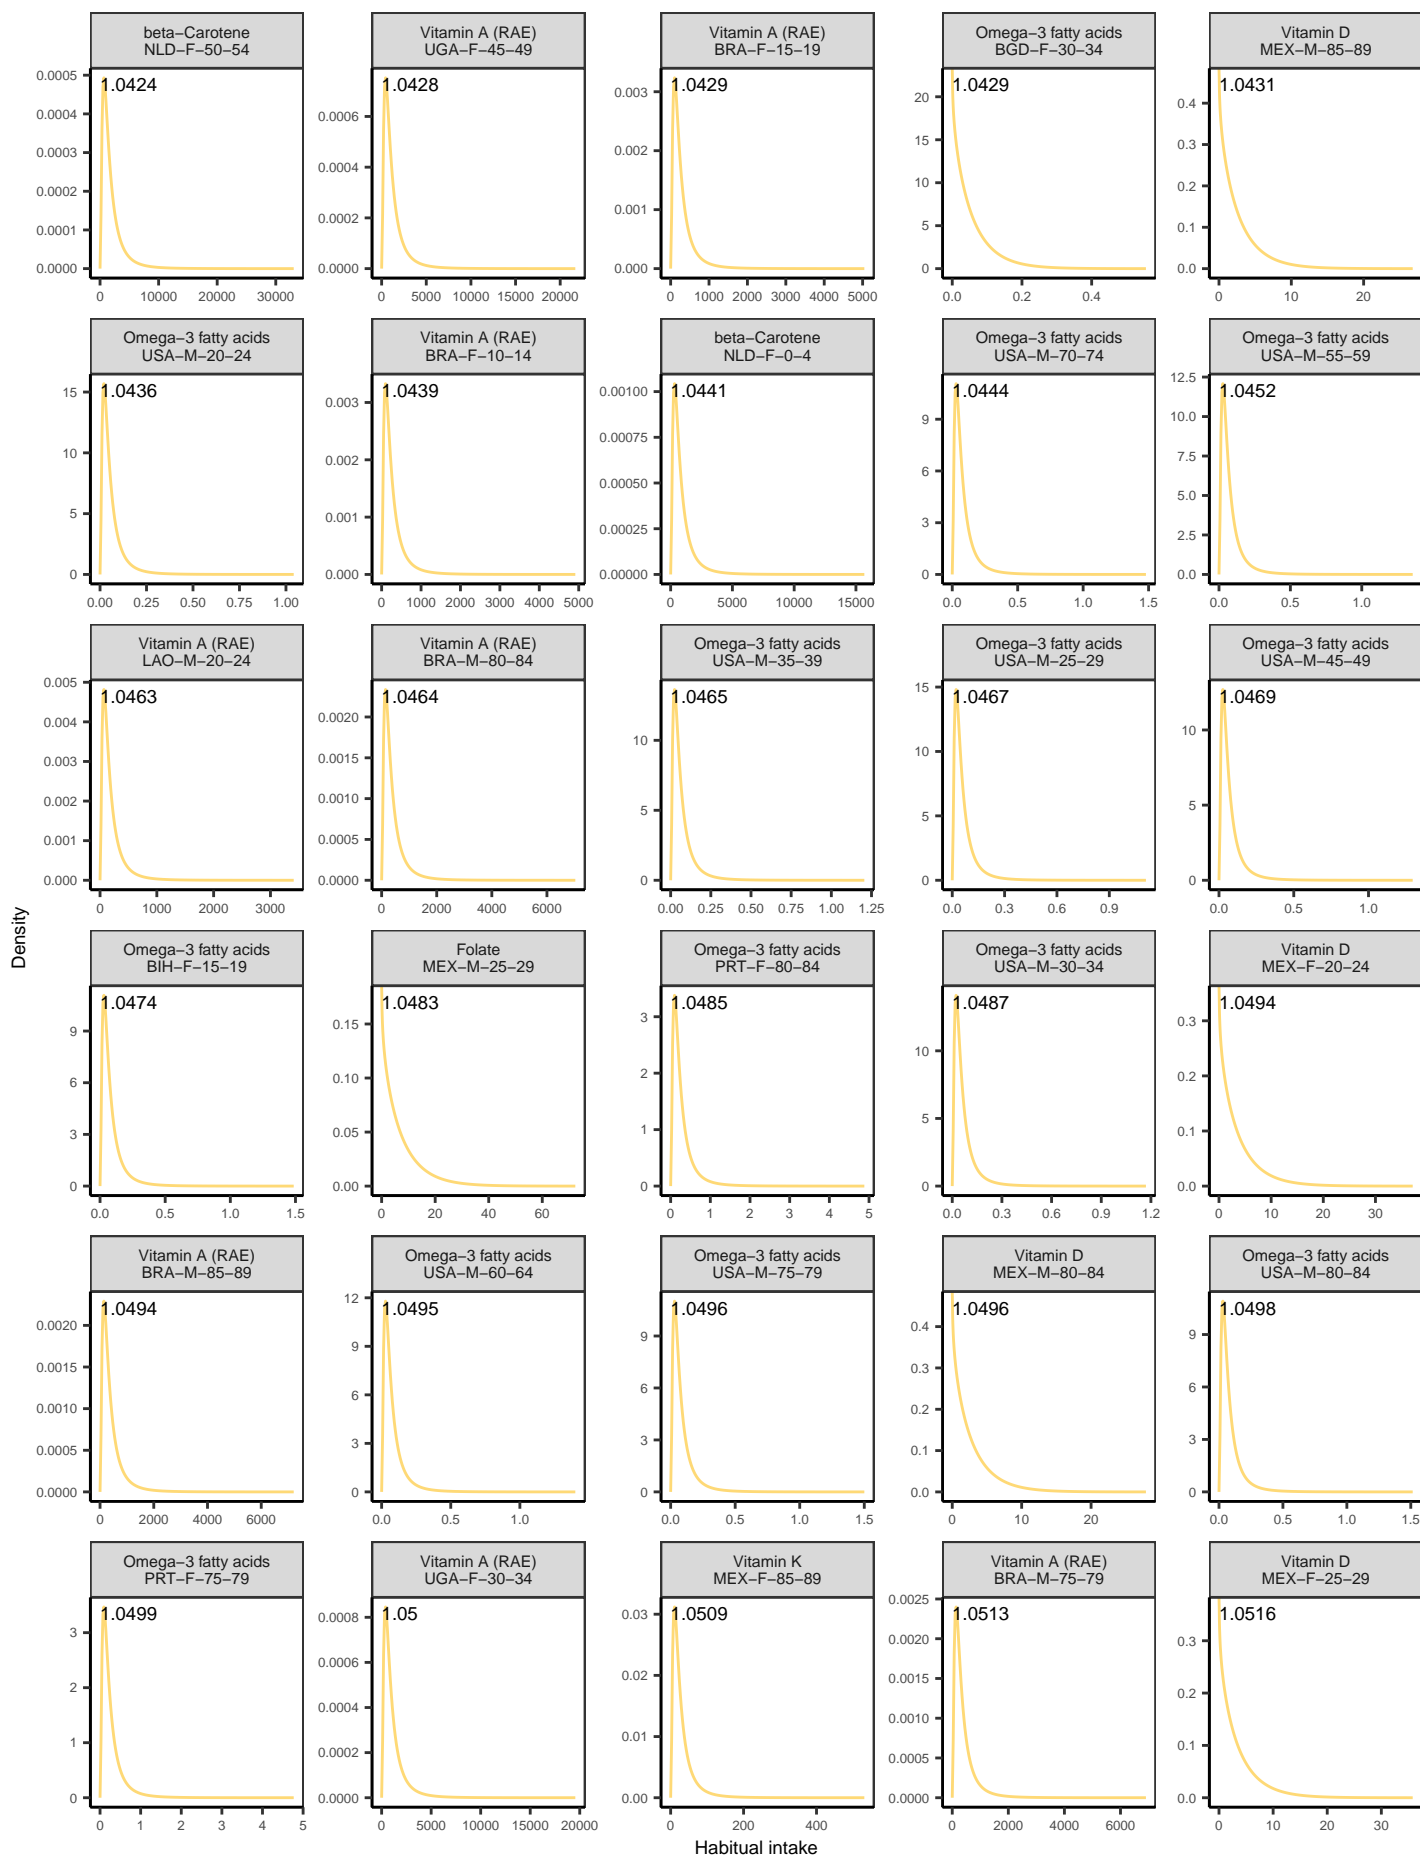 beta−Carotene
NLD−F−50−54
Vitamin A (RAE)
UGA−F−45−49
Vitamin A (RAE)
BRA−F−15−19
Omega−3 fatty acids
BGD−F−30−34
Vitamin D
MEX−M−85−89
1.0424
1.0428
1.0429
1.0429
1.0431
0.0005
0.0004
0.0003
0.0002
0.0001
0.0000
0 10000 20000 30000
0.0006
0.0004
0.0002
0.0000
0 5000 10000 15000 20000
0.003
0.002
0.001
0.000
0 1000 2000 3000 4000 5000
20
15
10
5
0
0.0 0.2 0.4
0.4
0.3
0.2
0.1
0.0
0 10 20
Omega−3 fatty acids
USA−M−20−24
Vitamin A (RAE)
BRA−F−10−14
beta−Carotene
NLD−F−0−4
Omega−3 fatty acids
USA−M−70−74
Omega−3 fatty acids
USA−M−55−59
1.0436
1.0439
1.0441
1.0444
1.0452
15
10
5
0
0.00 0.25 0.50 0.75 1.00
0.003
0.002
0.001
0.000
0 1000 2000 3000 4000 5000
0.00100
0.00075
0.00050
0.00025
0.00000
0 5000 10000 15000
9
6
3
0
0.0 0.5 1.0 1.5
12.5
10.0
7.5
5.0
2.5
0.0
0.0 0.5 1.0
Vitamin A (RAE)
LAO−M−20−24
Vitamin A (RAE)
BRA−M−80−84
Omega−3 fatty acids
USA−M−35−39
Omega−3 fatty acids
USA−M−25−29
Omega−3 fatty acids
USA−M−45−49
1.0463
1.0464
1.0465
1.0467
1.0469
0.005
0.004
0.003
0.002
0.001
0.000
0 1000 2000 3000
0.0020
0.0015
0.0010
0.0005
0.0000
0 2000 4000 6000
10
5
0
0.00 0.25 0.50 0.75 1.00 1.25
15
10
5
0
0.0 0.3 0.6 0.9
10
5
0
0.0 0.5 1.0
Density
Omega−3 fatty acids
BIH−F−15−19
Folate
MEX−M−25−29
Omega−3 fatty acids
PRT−F−80−84
Omega−3 fatty acids
USA−M−30−34
Vitamin D
MEX−F−20−24
1.0474
1.0483
1.0485
1.0487
1.0494
9
6
3
0
0.0 0.5 1.0 1.5
0.15
0.10
0.05
0.00
0 20 40 60
3
2
1
0
0 1 2 3 4 5
10
5
0
0.0 0.3 0.6 0.9 1.2
0.3
0.2
0.1
0.0
0 10 20 30
Vitamin A (RAE)
BRA−M−85−89
Omega−3 fatty acids
USA−M−60−64
Omega−3 fatty acids
USA−M−75−79
Vitamin D
MEX−M−80−84
Omega−3 fatty acids
USA−M−80−84
1.0494
1.0495
1.0496
1.0496
1.0498
0.0020
0.0015
0.0010
0.0005
0.0000
0 2000 4000 6000
12
9
6
3
0
0.0 0.5 1.0
9
6
3
0
0.0 0.5 1.0 1.5
0.4
0.3
0.2
0.1
0.0
0 10 20
9
6
3
0
0.0 0.5 1.0 1.5
Omega−3 fatty acids
PRT−F−75−79
Vitamin A (RAE)
UGA−F−30−34
Vitamin K
MEX−F−85−89
Vitamin A (RAE)
BRA−M−75−79
Vitamin D
MEX−F−25−29
1.0499
1.05
1.0509
1.0513
1.0516
3
2
1
0
0 1 2 3 4 5
0.0008
0.0006
0.0004
0.0002
0.0000
0 5000 10000 15000 20000
0.03
0.02
0.01
0.00
0 200 400
0.0025
0.0020
0.0015
0.0010
0.0005
0.0000
0 2000 4000 6000
0.3
0.2
0.1
0.0
0 10 20 30
Habitual intake